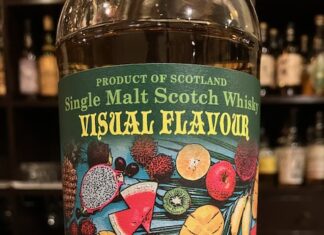 PRODUCT OF SCOTLAND
Single Malt Scotch Whisky
VISUAL FLAVOUR